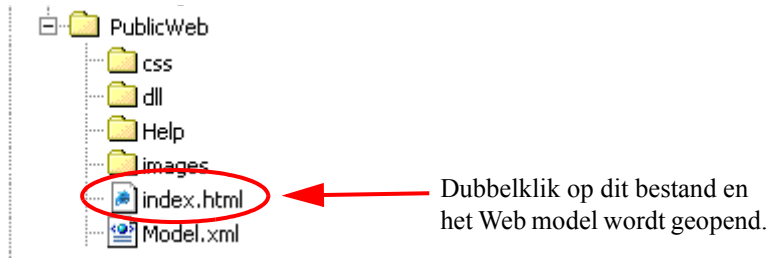 PublicWeb
css
dll
Help
images
index.html
Model.xml
Dubbelklik op dit bestand en
het Web model wordt geopend.